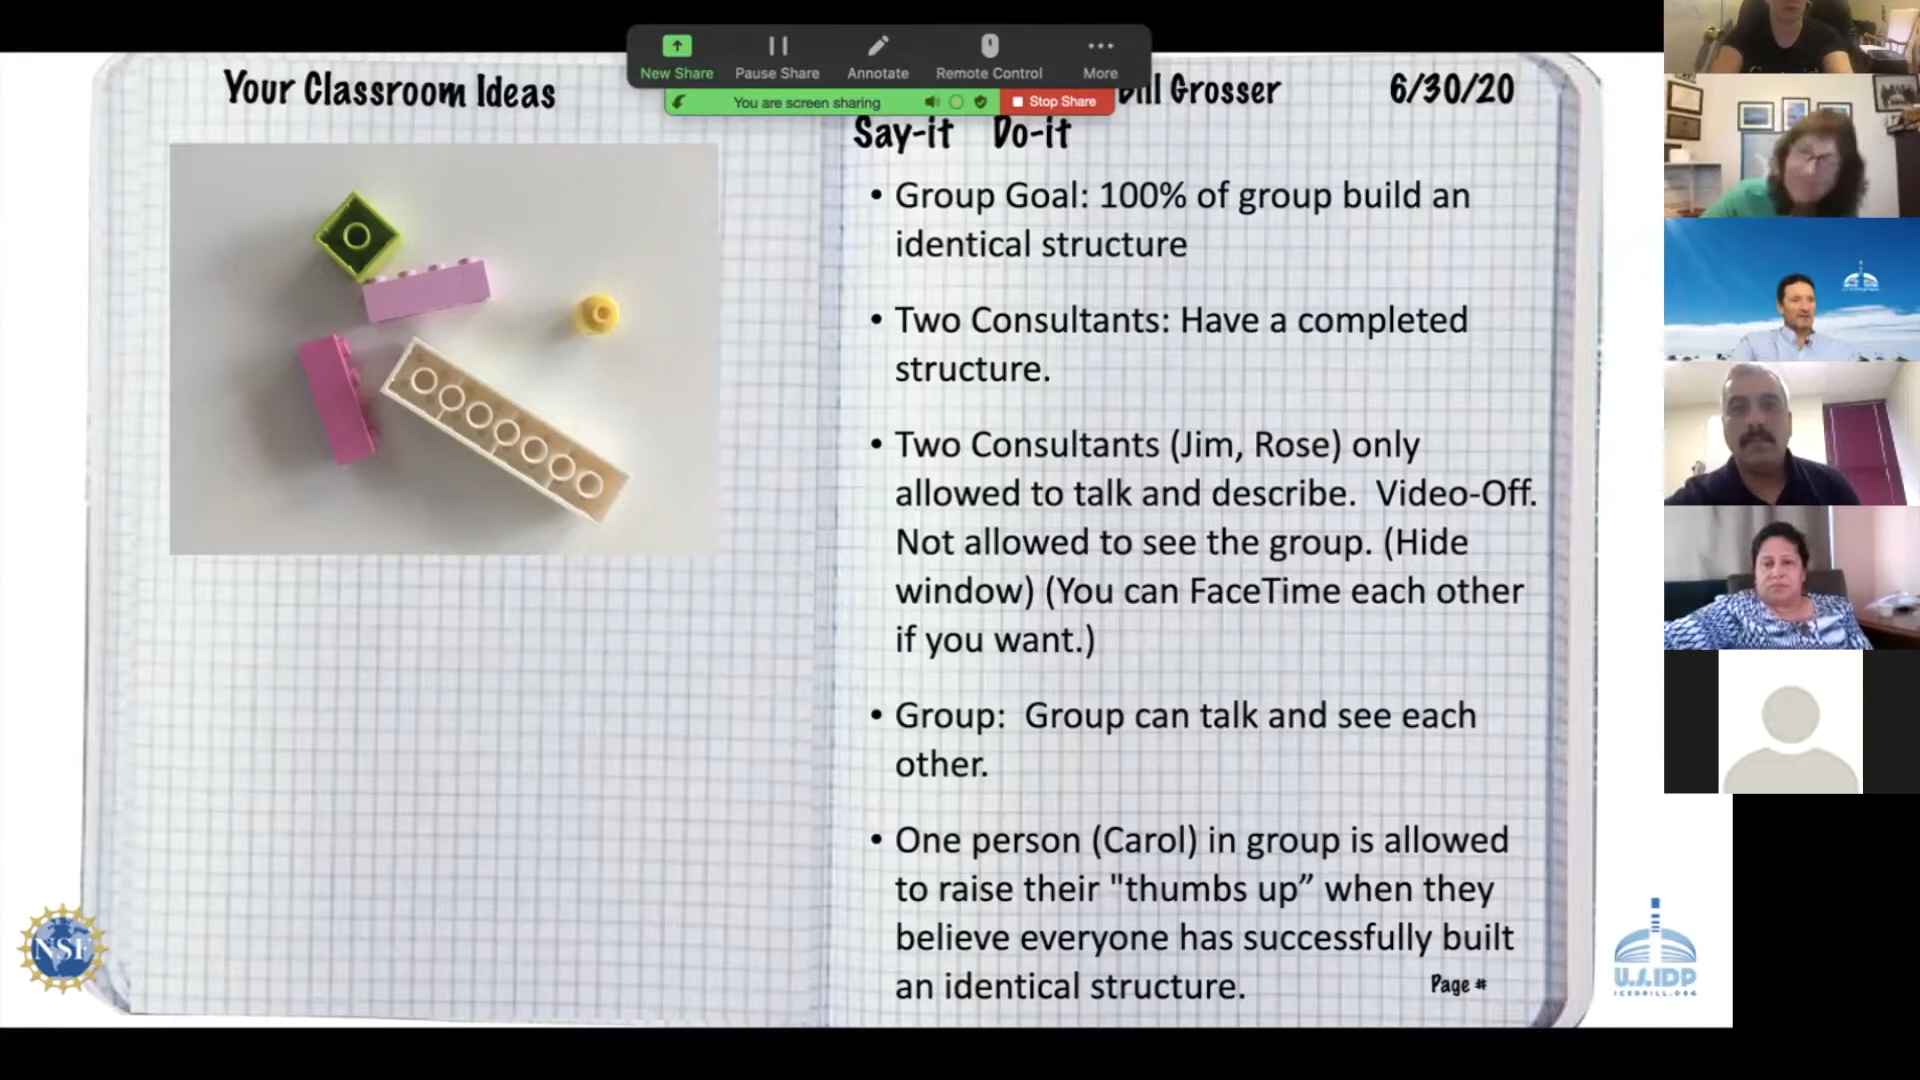 New Share
Pause Share
Annotate
Remote Control
More
You are screen sharing
Stop Share
Your Classroom Ideas
Bill Grosser
6/30/20
Say-it Do-it
• Group Goal: 100% of group build an
identical structure
• Two Consultants: Have a completed
structure.
• Two Consultants (Jim, Rose) only
allowed to talk and describe. Video-Off.
Not allowed to see the group. (Hide
window) (You can FaceTime each other
if you want.)
• Group: Group can talk and see each
other.
• One person (Carol) in group is allowed
to raise their "thumbs up” when they
believe everyone has successfully built
an identical structure.
Page #
NSF
U.S. IDP
ICEDRILL.ORG